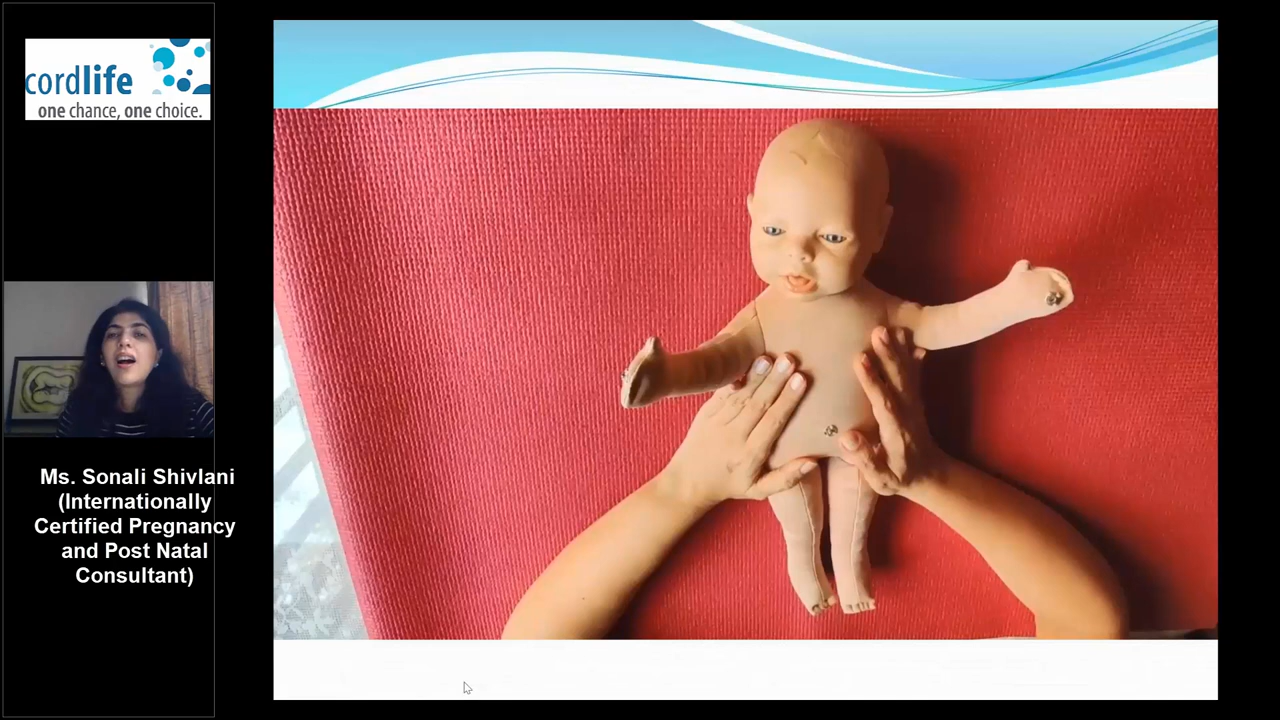 cordlife
one chance, one choice.
Ms. Sonali Shivlani
(Internationally
Certified Pregnancy
and Post Natal
Consultant)